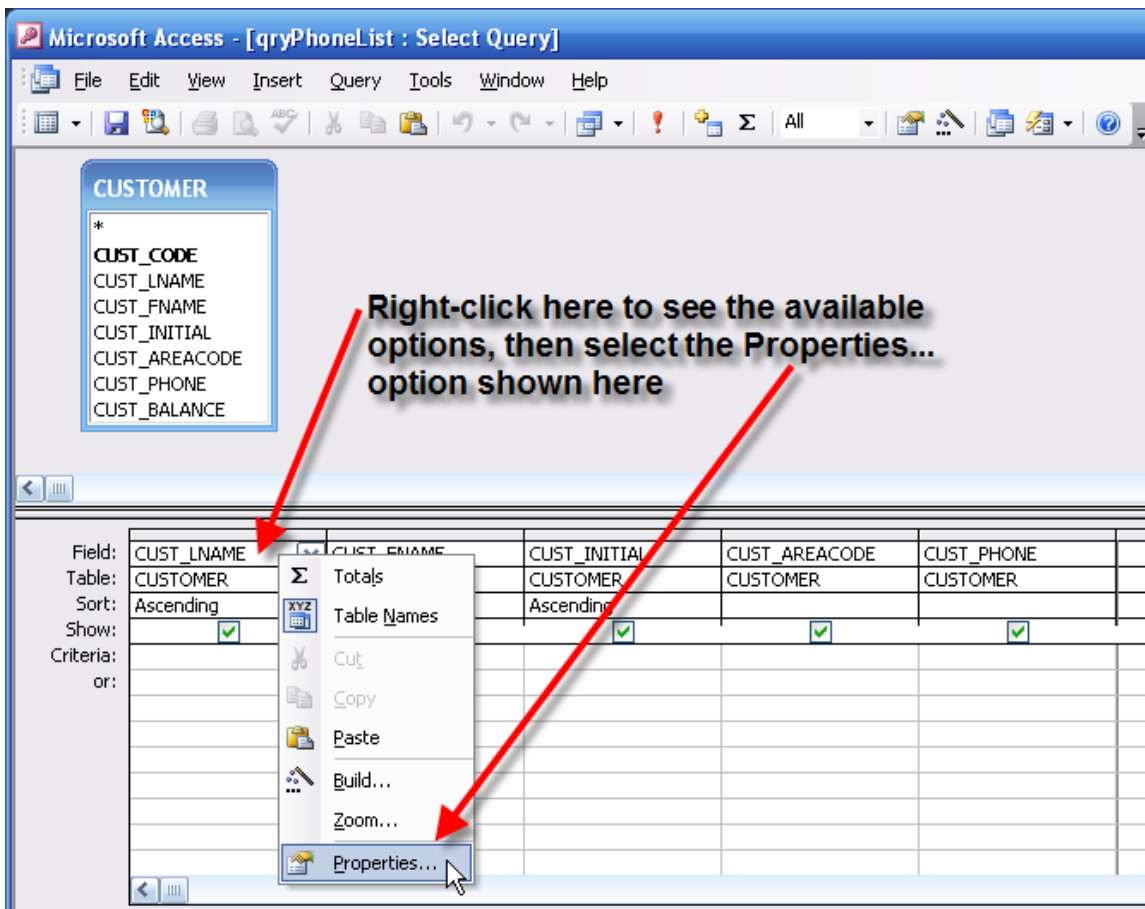 Microsoft Access - [qryPhoneList : Select Query]
File Edit View Insert Query Tools Window Help
ABC Σ All
CUSTOMER
*
CUST_CODE
CUST_LNAME
CUST_FNAME
CUST_INITIAL
CUST_AREACODE
CUST_PHONE
CUST_BALANCE
Right-click here to see the available
options, then select the Properties...
option shown here
Field: CUST_LNAME CUST_FNAME CUST_INITIAL CUST_AREACODE CUST_PHONE
Table: CUSTOMER CUSTOMER CUSTOMER CUSTOMER
Sort: Ascending Ascending
Show:
Criteria:
or:
Σ Totals
XYZ Table Names
Cut
Copy
Paste
Build...
Zoom...
Properties...